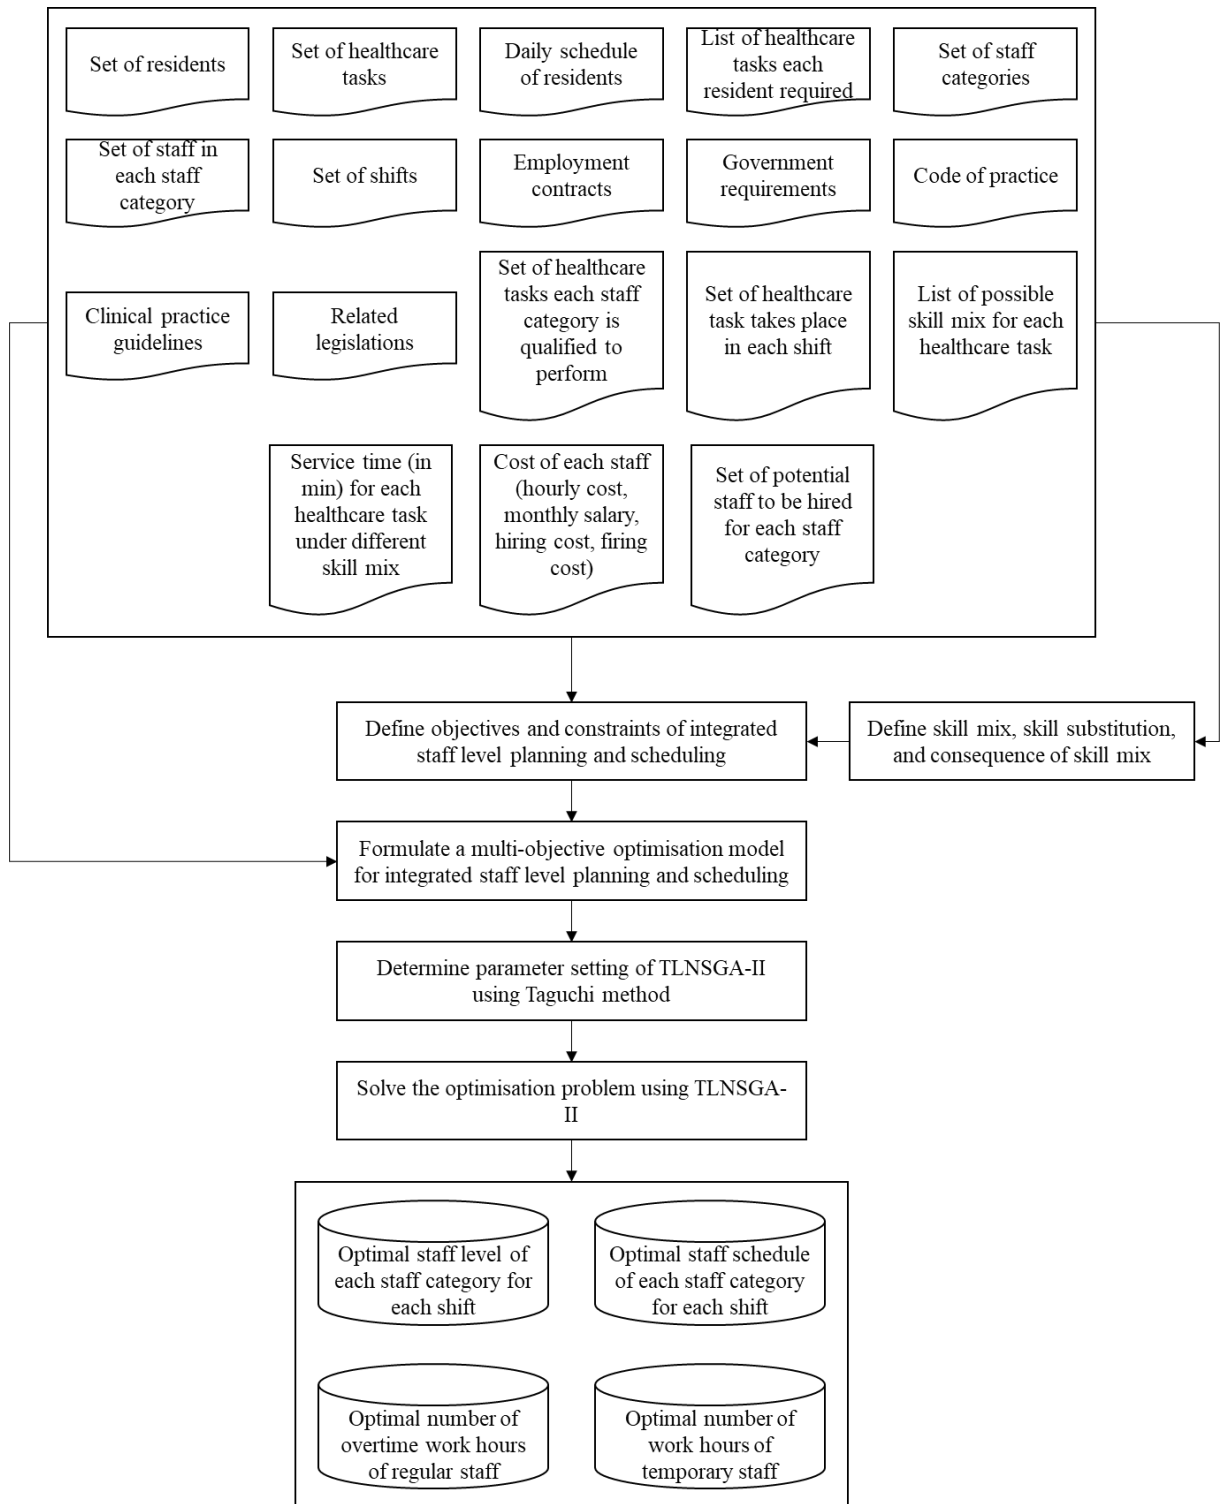 Set of residents
Set of healthcare
tasks
Daily schedule
of residents
List of healthcare
tasks each
resident required
Set of staff
categories
Set of staff in
each staff
category
Set of shifts
Employment
contracts
Government
requirements
Code of practice
Clinical practice
guidelines
Related
legislations
Set of healthcare
tasks each staff
category is
qualified to
perform
Set of healthcare
task takes place
in each shift
List of possible
skill mix for each
healthcare task
Service time (in
min) for each
healthcare task
under different
skill mix
Cost of each staff
(hourly cost,
monthly salary,
hiring cost, firing
cost)
Set of potential
staff to be hired
for each staff
category
Define objectives and constraints of integrated
staff level planning and scheduling
Define skill mix, skill substitution,
and consequence of skill mix
Formulate a multi-objective optimisation model
for integrated staff level planning and scheduling
Determine parameter setting of TLNSGA-II
using Taguchi method
Solve the optimisation problem using TLNSGA-
II
Optimal staff level of
each staff category for
each shift
Optimal staff schedule
of each staff category
for each shift
Optimal number of
overtime work hours
of regular staff
Optimal number of
work hours of
temporary staff